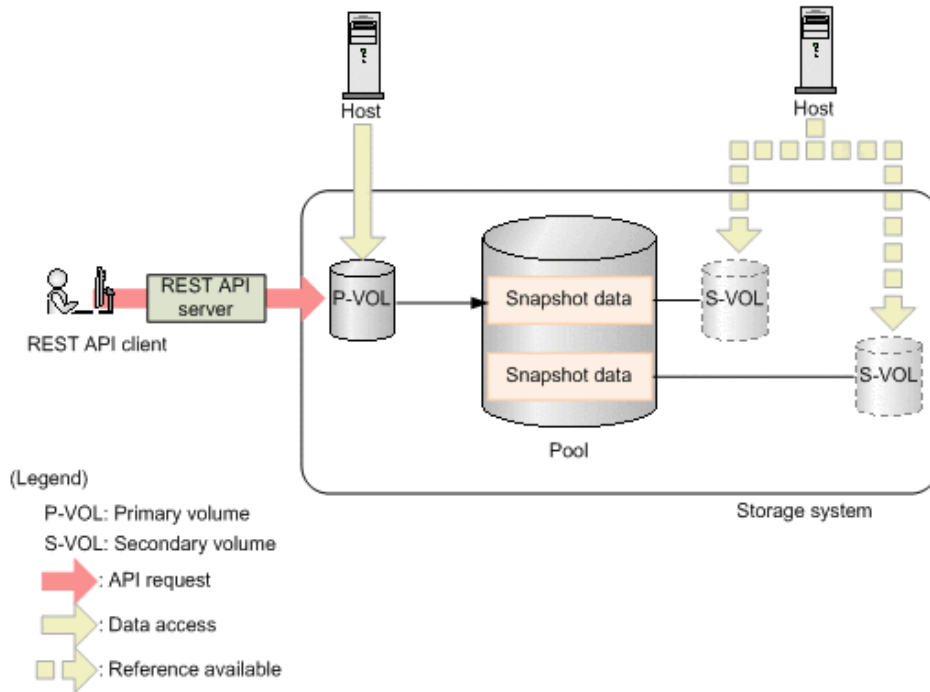 Host
Host
REST API
server
REST API client
P-VOL
Snapshot data
S-VOL
Snapshot data
S-VOL
Pool
Storage system
(Legend)
P-VOL: Primary volume
S-VOL: Secondary volume
: API request
: Data access
: Reference available